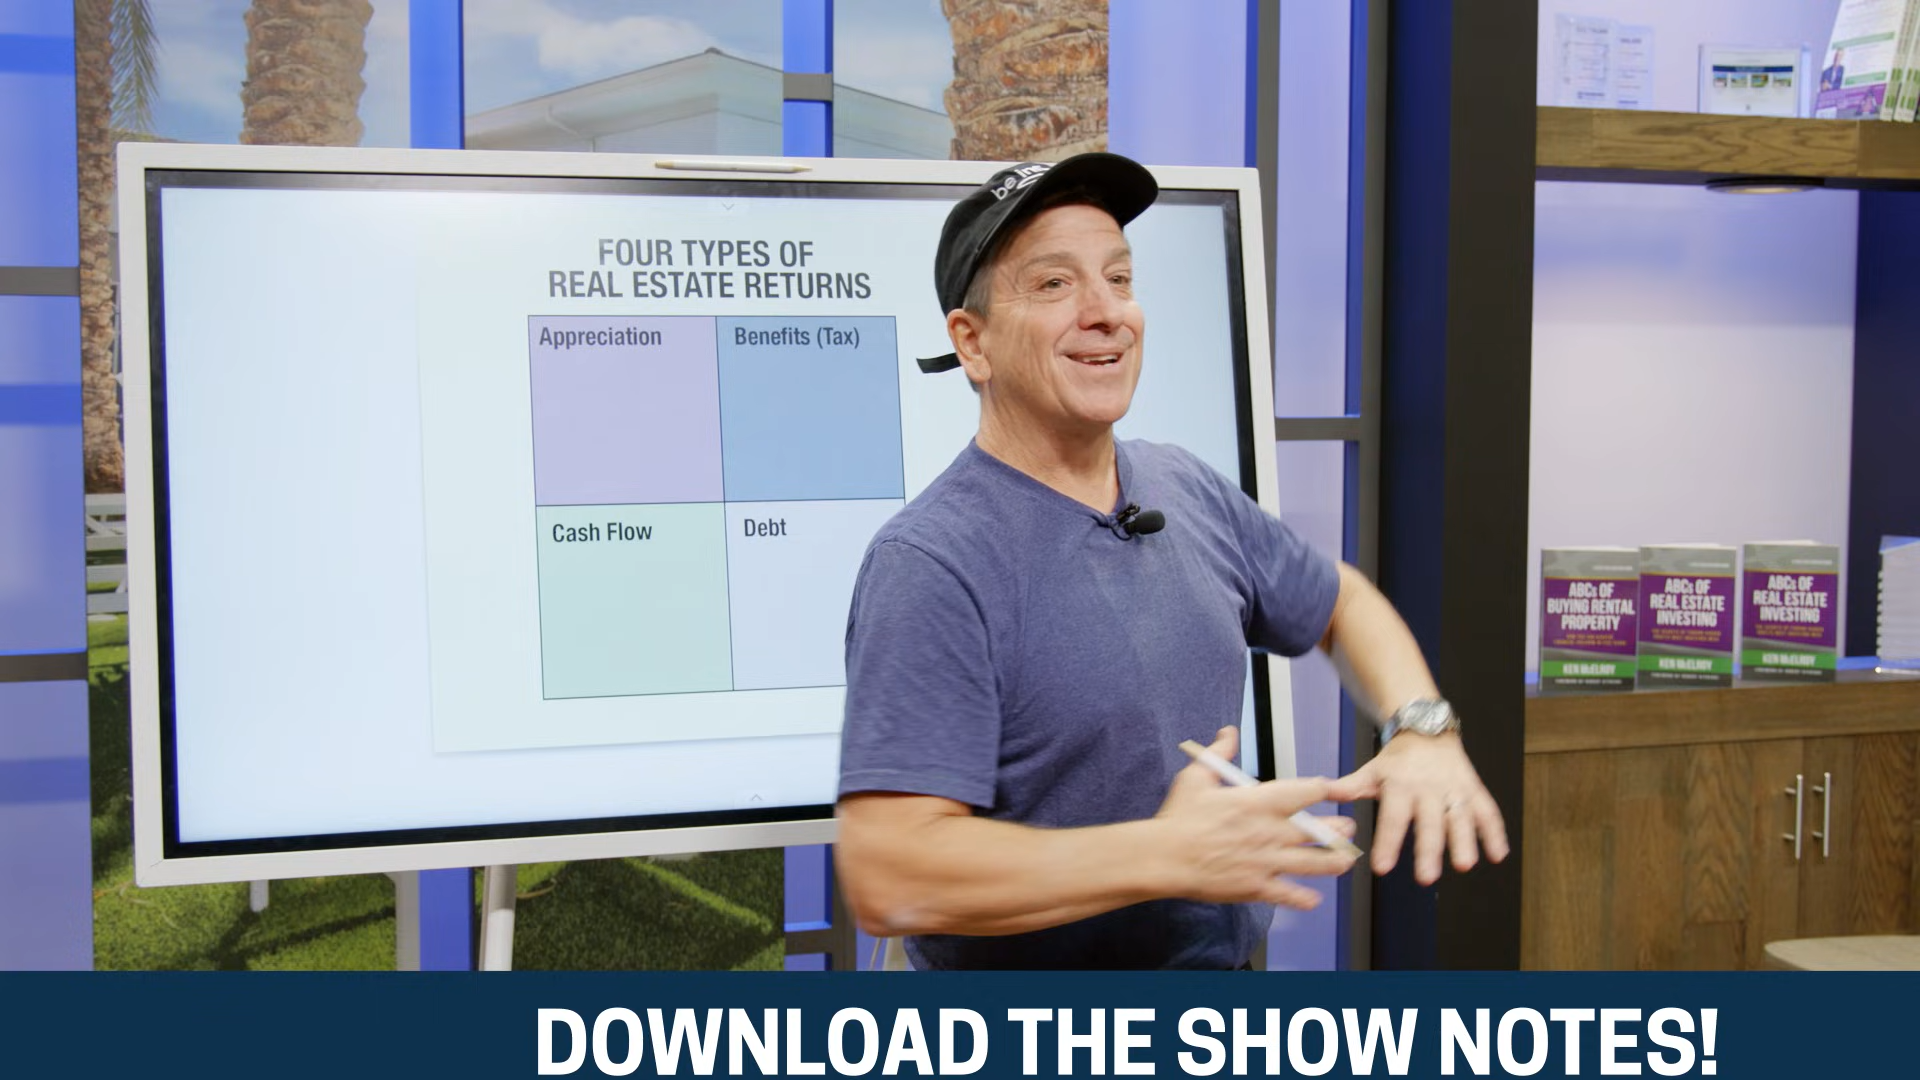 FOUR TYPES OF
REAL ESTATE RETURNS
Appreciation
Benefits (Tax)
Cash Flow
Debt
be
ABCs OF
BUYING RENTAL
PROPERTY
KEN McELROY
ABCs OF
REAL ESTATE
INVESTING
KEN McELROY
ABCs OF
REAL ESTATE
INVESTING
KEN McELROY
DOWNLOAD THE SHOW NOTES!